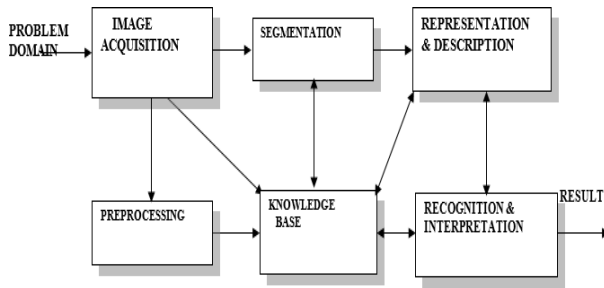 PROBLEM
DOMAIN
IMAGE
ACQUISITION
SEGMENTATION
REPRESENTATION
& DESCRIPTION
PREPROCESSING
KNOWLEDGE
BASE
RECOGNITION &
INTERPRETATION
RESULT